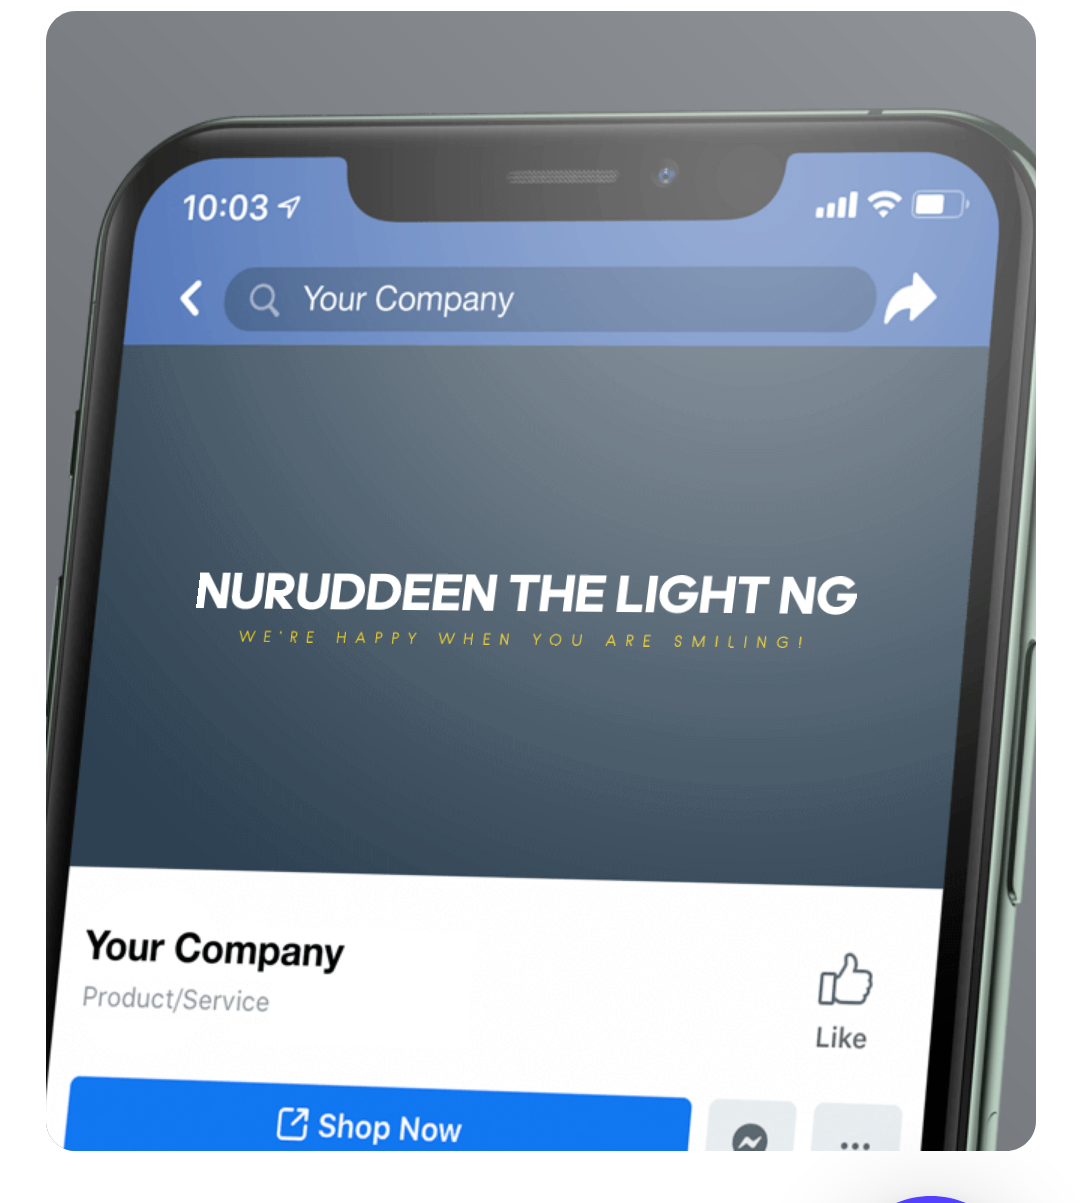 10:03
Your Company
NURUDDEEN THE LIGHT NG
WE'RE HAPPY WHEN YOU ARE SMILING!
Your Company
Product/Service
Like
Shop Now